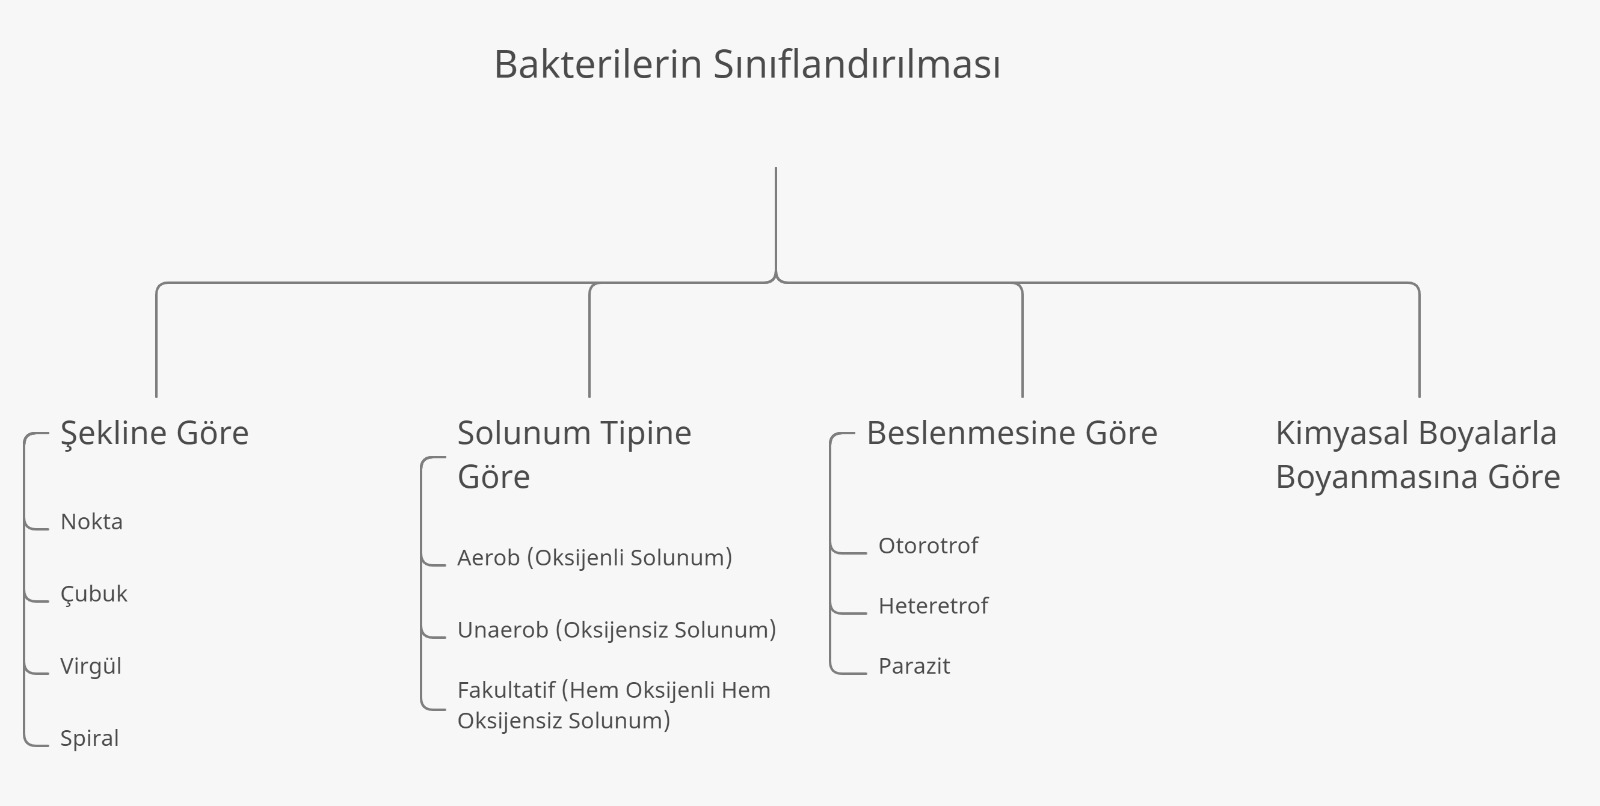 Bakterilerin Sınıflandırılması
Şekline Göre
Nokta
Çubuk
Virgül
Spiral
Solunum Tipine
Göre
Aerob (Oksijenli Solunum)
Unaerob (Oksijensiz Solunum)
Fakultatif (Hem Oksijenli Hem
Oksijensiz Solunum)
Beslenmesine Göre
Otorotrof
Heteretrof
Parazit
Kimyasal Boyalarla
Boyanmasına Göre